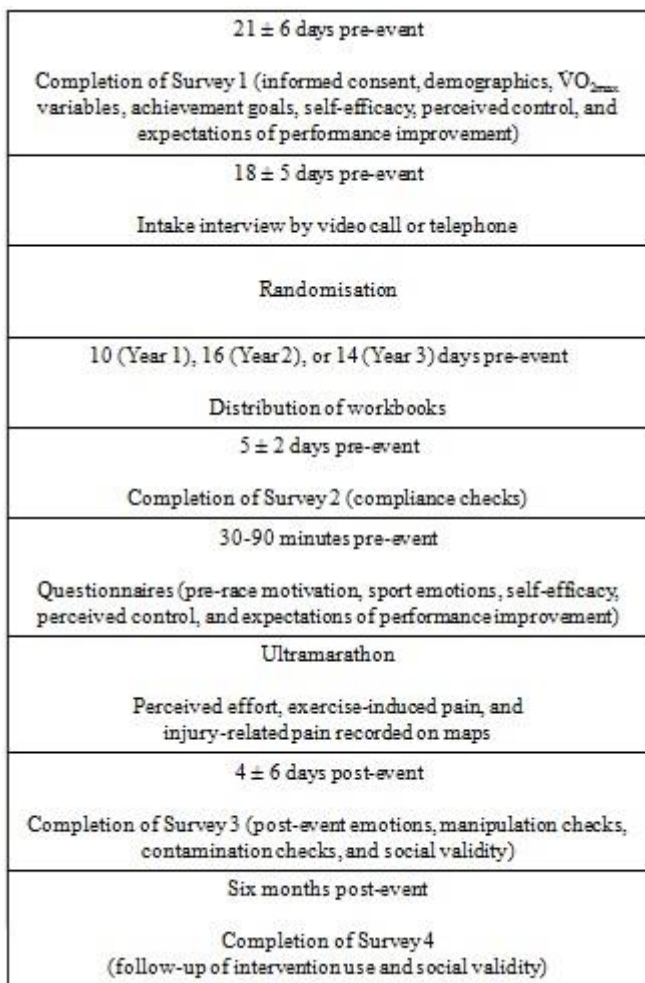 21 ± 6 days pre-event
Completion of Survey 1 (informed consent, demographics, V̇O₂ₘₐₓ
variables, achievement goals, self-efficacy, perceived control, and
expectations of performance improvement)
18 ± 5 days pre-event
Intake interview by video call or telephone
Randomisation
10 (Year 1), 16 (Year 2), or 14 (Year 3) days pre-event
Distribution of workbooks
5 ± 2 days pre-event
Completion of Survey 2 (compliance checks)
30-90 minutes pre-event
Questionnaires (pre-race motivation, sport emotions, self-efficacy,
perceived control, and expectations of performance improvement)
Ultramarathon
Perceived effort, exercise-induced pain, and
injury-related pain recorded on maps
4 ± 6 days post-event
Completion of Survey 3 (post-event emotions, manipulation checks,
contamination checks, and social validity)
Six months post-event
Completion of Survey 4
(follow-up of intervention use and social validity)